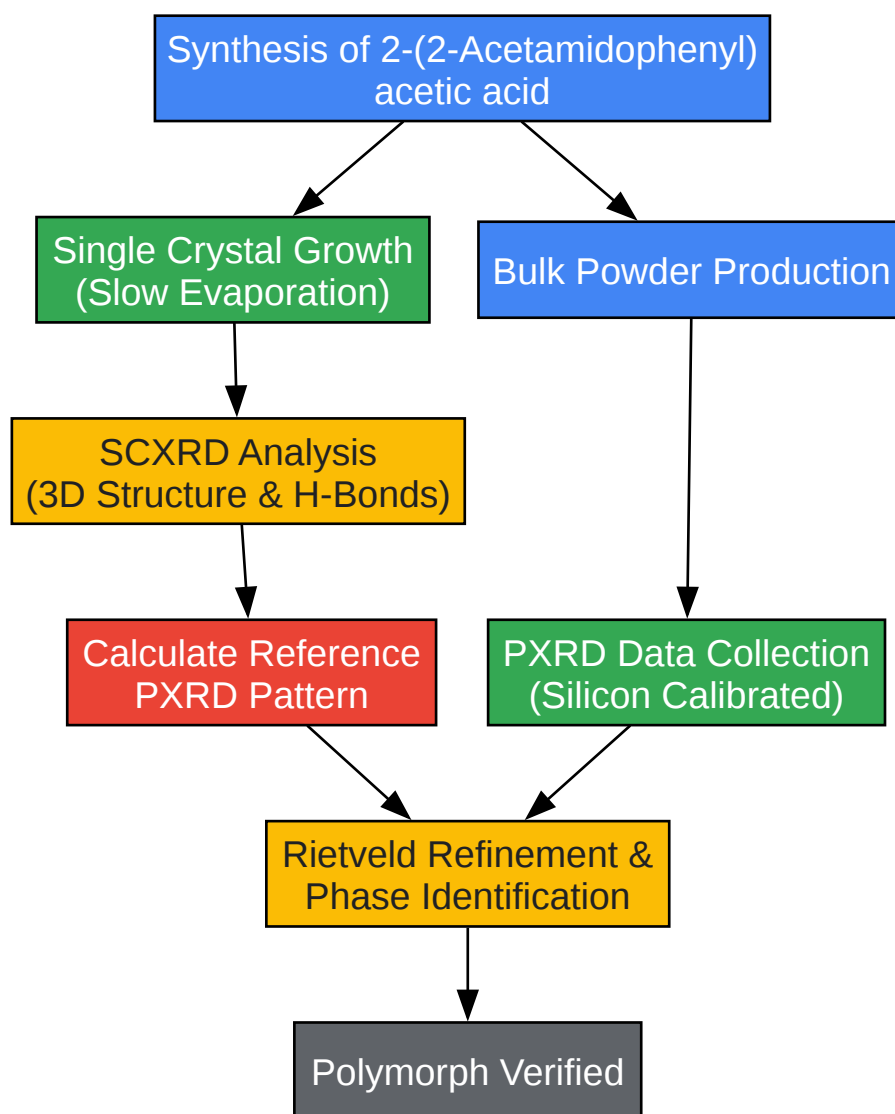 Synthesis of 2-(2-Acetamidophenyl)
acetic acid
Single Crystal Growth
(Slow Evaporation)
Bulk Powder Production
SCXRD Analysis
(3D Structure & H-Bonds)
Calculate Reference
PXRD Pattern
PXRD Data Collection
(Silicon Calibrated)
Rietveld Refinement &
Phase Identification
Polymorph Verified